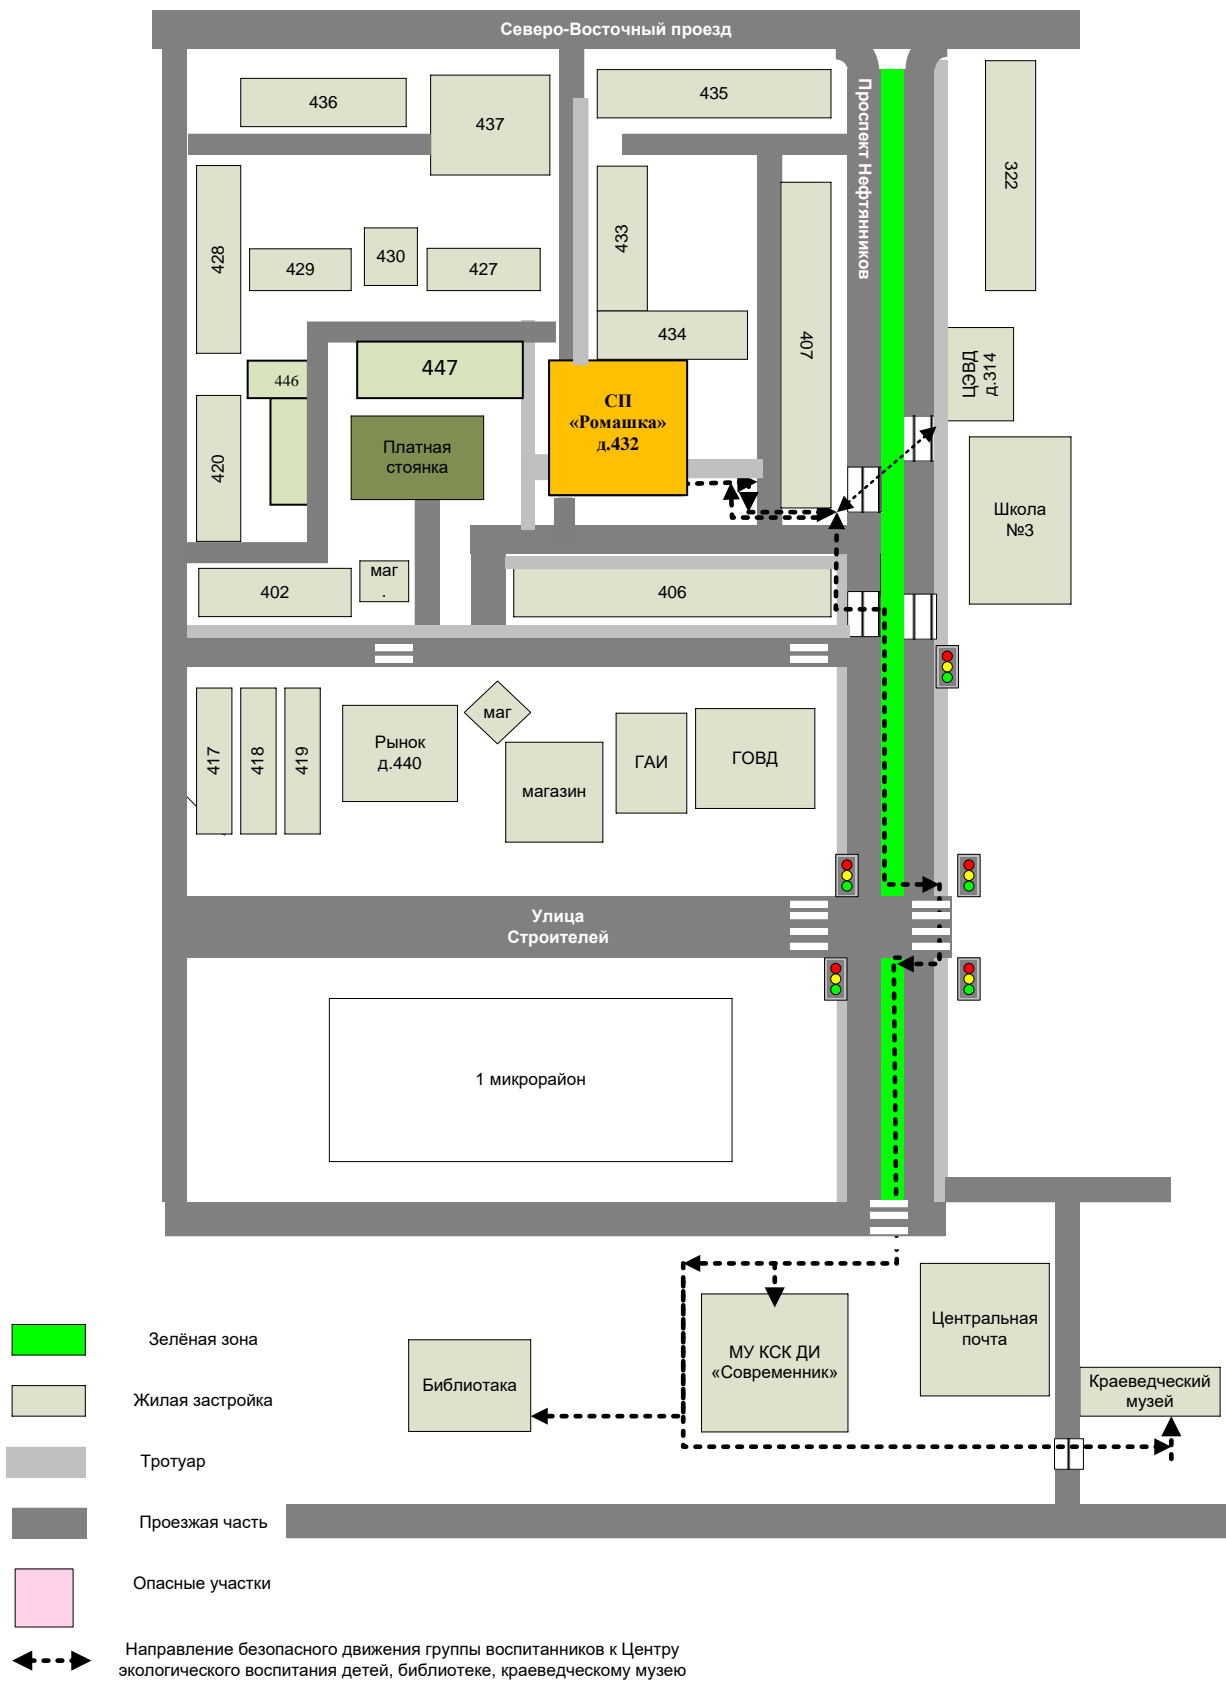 Северо-Восточный проезд
436
437
435
Проспект Нефтянников
322
428
433
429
430
427
434
407
447
446
ЦЭВД
д.314
СП
«Ромашка»
д.432
420
Платная
стоянка
Школа
№3
402
маг
.
406
417
418
419
Рынок
д.440
маг
магазин
ГАИ
ГОВД
Улица
Строителей
1 микрорайон
Центральная
почта
МУ КСК ДИ
«Современник»
Библиотака
Краеведческий
музей
Зелёная зона
Жилая застройка
Тротуар
Проезжая часть
Опасные участки
Направление безопасного движения группы воспитанников к Центру
экологического воспитания детей, библиотеке, краеведческому музею